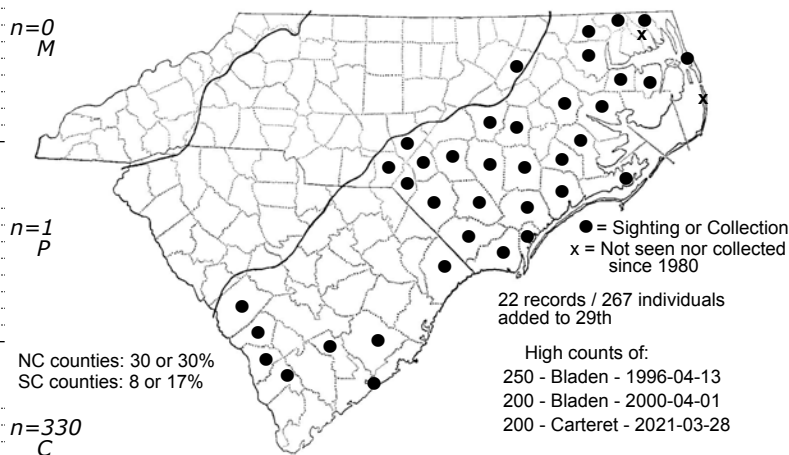 n=0
M
n=1
P
n=330
C
x
x
● = Sighting or Collection
x = Not seen nor collected
since 1980
22 records / 267 individuals
added to 29th
NC counties: 30 or 30%
SC counties: 8 or 17%
High counts of:
250 - Bladen - 1996-04-13
200 - Bladen - 2000-04-01
200 - Carteret - 2021-03-28